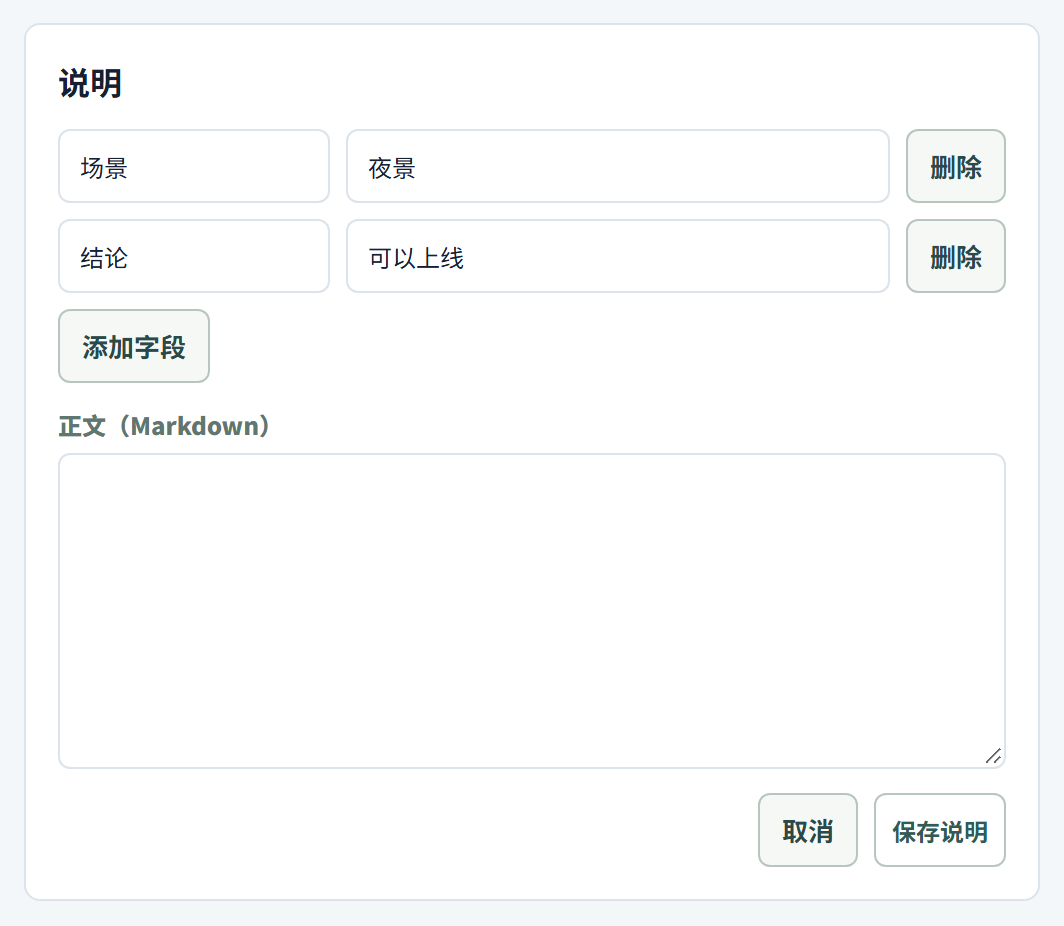 说明
场景 夜景 删除
结论 可以上线 删除
添加字段
正文（Markdown）
取消 保存说明